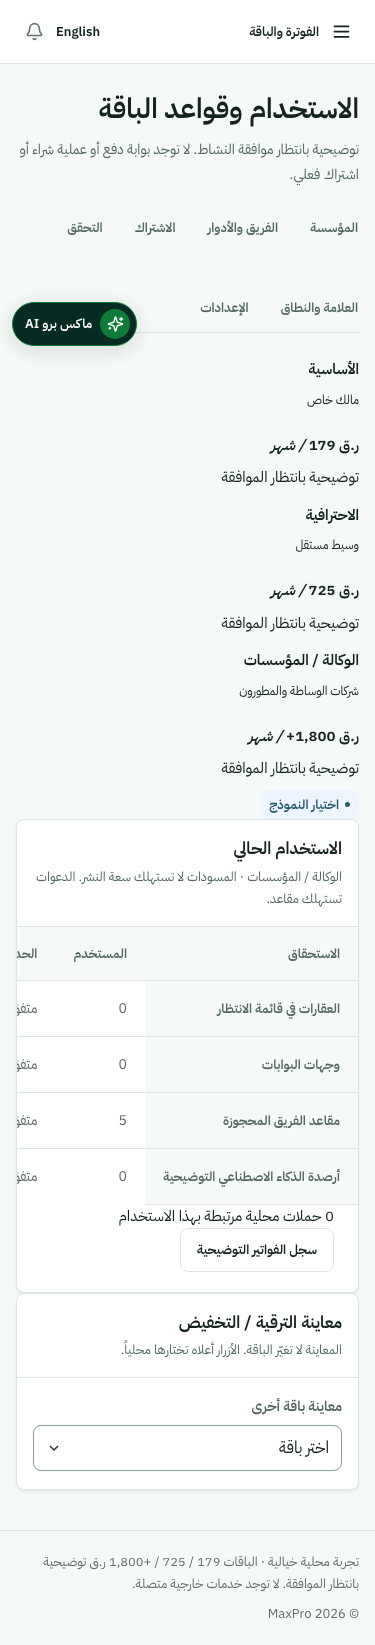 الفوترة والباقة
English
الاستخدام وقواعد الباقة
توضيحية بانتظار موافقة النشاط. لا توجد بوابة دفع أو عملية شراء أو
اشتراك فعلي.
المؤسسة
الفريق والأدوار
الاشتراك
التحقق
العلامة والنطاق
الإعدادات
ماكس برو AI
الأساسية
مالك خاص
ر.ق 179 / شهر
توضيحية بانتظار الموافقة
الاحترافية
وسيط مستقل
ر.ق 725 / شهر
توضيحية بانتظار الموافقة
الوكالة / المؤسسات
شركات الوساطة والمطورون
ر.ق 1,800+ / شهر
توضيحية بانتظار الموافقة
• اختيار النموذج
الاستخدام الحالي
الوكالة / المؤسسات · المسودات لا تستهلك سعة النشر. الدعوات
تستهلك مقاعد.
الاستحقاق المستخدم
العقارات في قائمة الانتظار 0
وجهات البوابات 0
مقاعد الفريق المحجوزة 5
أرصدة الذكاء الاصطناعي التوضيحية 0
0 حملات محلية مرتبطة بهذا الاستخدام
سجل الفواتير التوضيحية
معاينة الترقية / التخفيض
المعاينة لا تغيّر الباقة. الأزرار أعلاه تختارها محلياً.
معاينة باقة أخرى
اختر باقة
تجربة محلية خيالية · الباقات 179 / 725 / +1,800 ر.ق توضيحية
بانتظار الموافقة. لا توجد خدمات خارجية متصلة.
© 2026 MaxPro